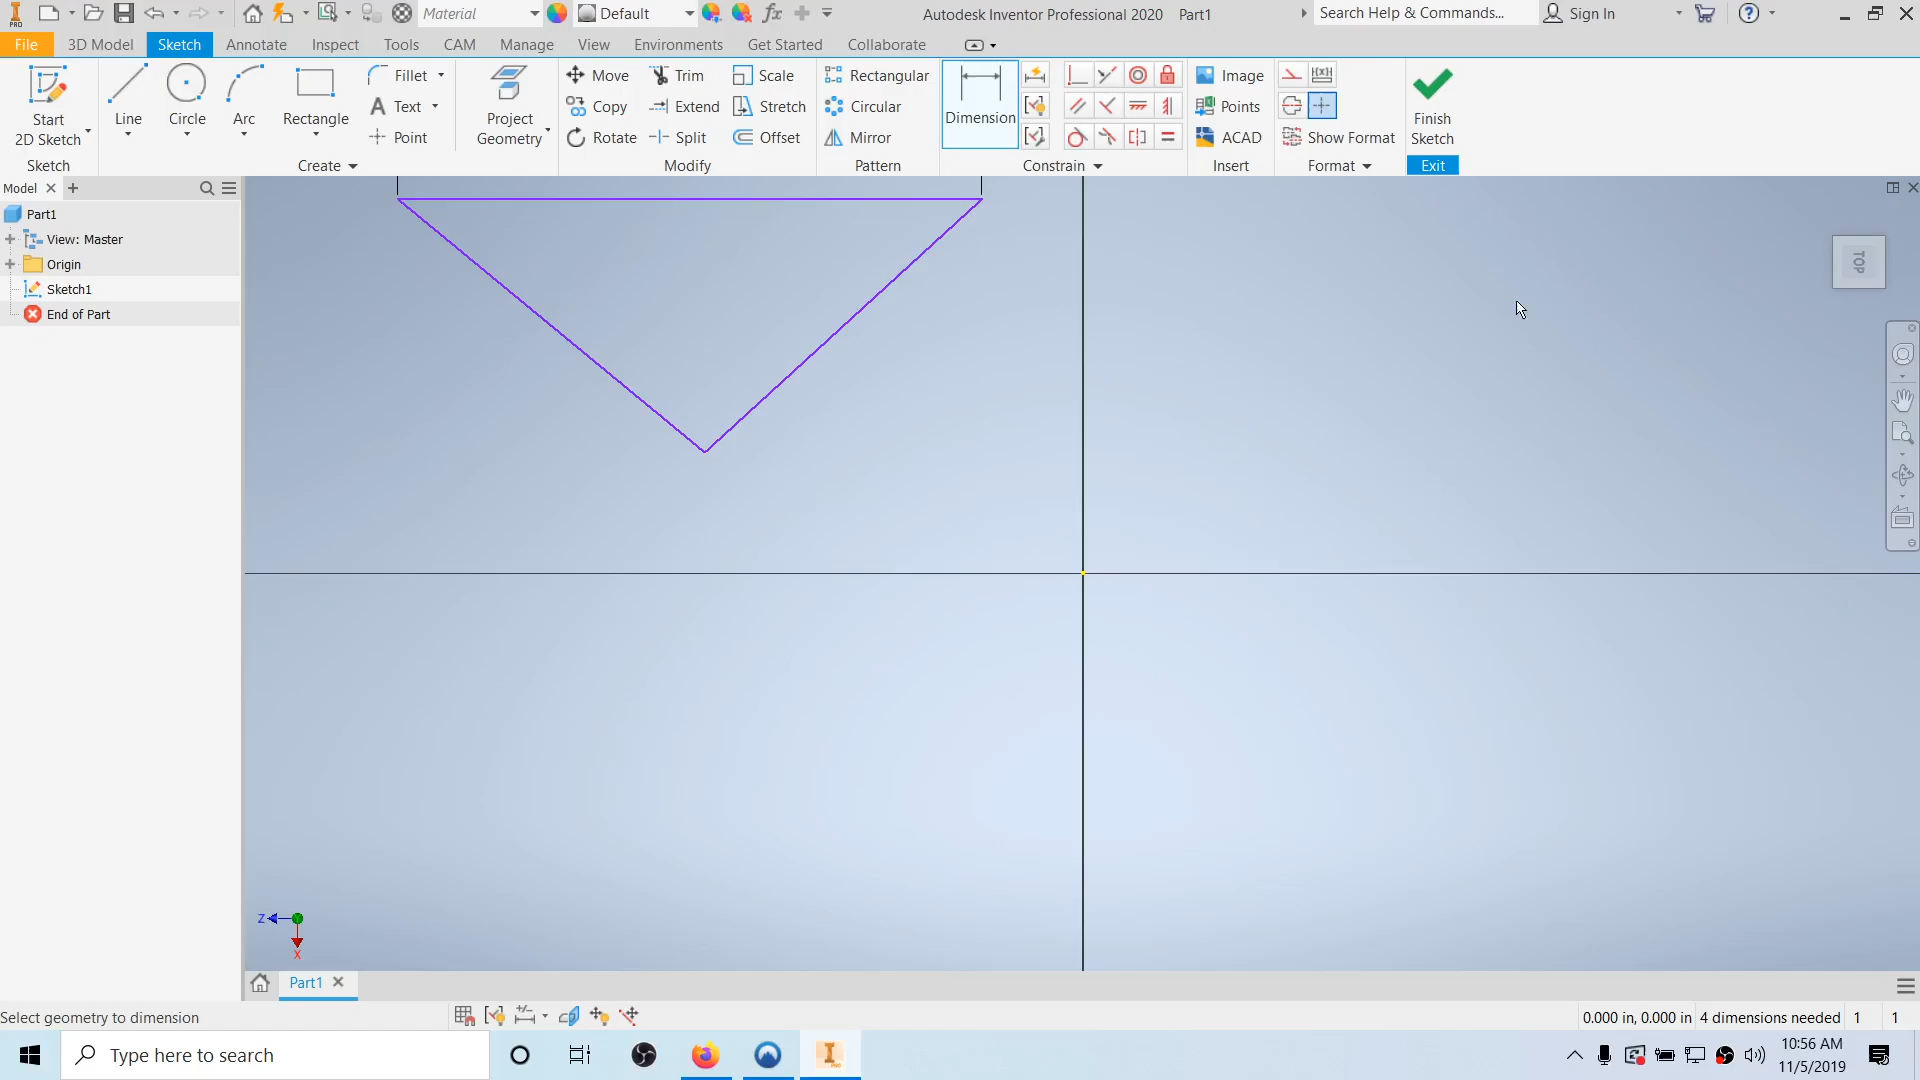 Material
Default
Autodesk Inventor Professional 2020 Part1
Search Help & Commands...
Sign In
PRO
File 3D Model Sketch Annotate Inspect Tools CAM Manage View Environments Get Started Collaborate
Start
2D Sketch
Sketch
Line
Circle
Arc
Rectangle
Fillet
Text
Point
Create
Project
Geometry
Move
Copy
Rotate
Trim
Extend
Split
Scale
Stretch
Offset
Modify
Rectangular
Circular
Mirror
Pattern
Dimension
Constrain
Image
Points
ACAD
Insert
Show Format
Format
Finish
Sketch
Exit
Model
Part1
View: Master
Origin
Sketch1
End of Part
TOP
Z
X
Part1
Select geometry to dimension
0.000 in, 0.000 in 4 dimensions needed 1 1
Type here to search
10:56 AM
11/5/2019